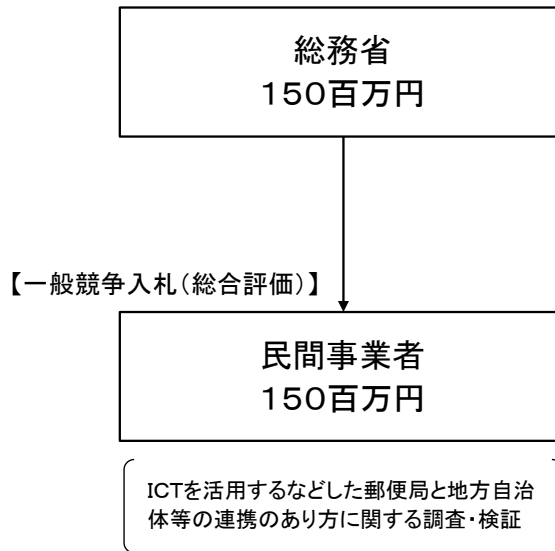 総務省
１５０百万円
【一般競争入札（総合評価）】
民間事業者
１５０百万円
ICTを活用するなどした郵便局と地方自治
体等の連携のあり方に関する調査・検証